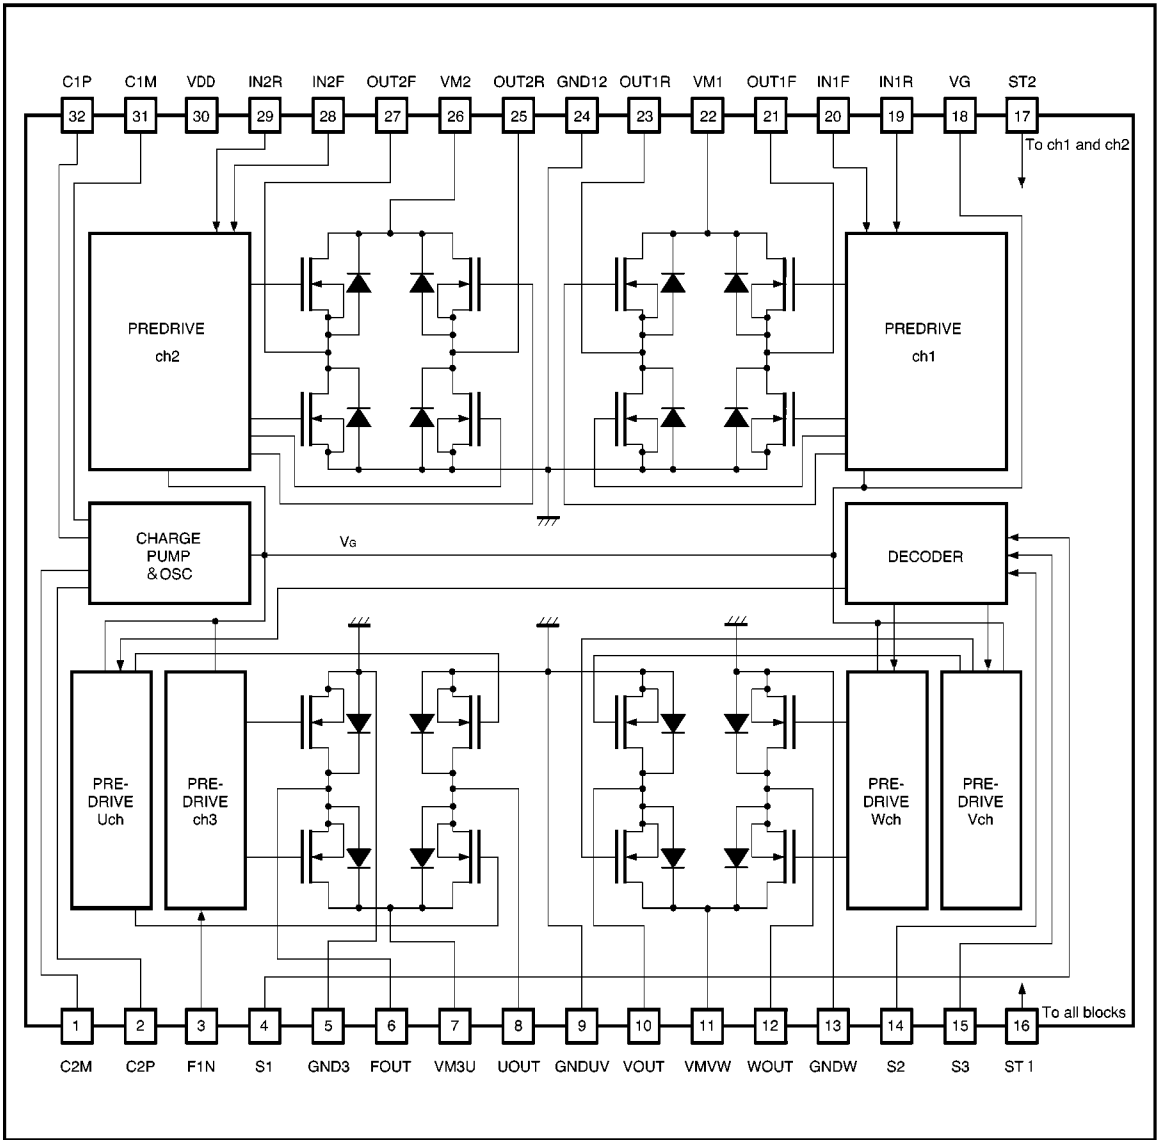 C1P C1M VDD IN2R IN2F OUT2F VM2 OUT2R GND12 OUT1R VM1 OUT1F IN1F IN1R VG ST2
32 31 30 29 28 27 26 25 24 23 22 21 20 19 18 17
To ch1 and ch2
PREDRIVE
ch2
PREDRIVE
ch1
CHARGE
PUMP
& OSC
VG
DECODER
PRE-
DRIVE
Uch
PRE-
DRIVE
ch3
PRE-
DRIVE
Wch
PRE-
DRIVE
Vch
To all blocks
1 2 3 4 5 6 7 8 9 10 11 12 13 14 15 16
C2M C2P F1N S1 GND3 FOUT VM3U UOUT GNDUV VOUT VMVW WOUT GNDW S2 S3 ST 1